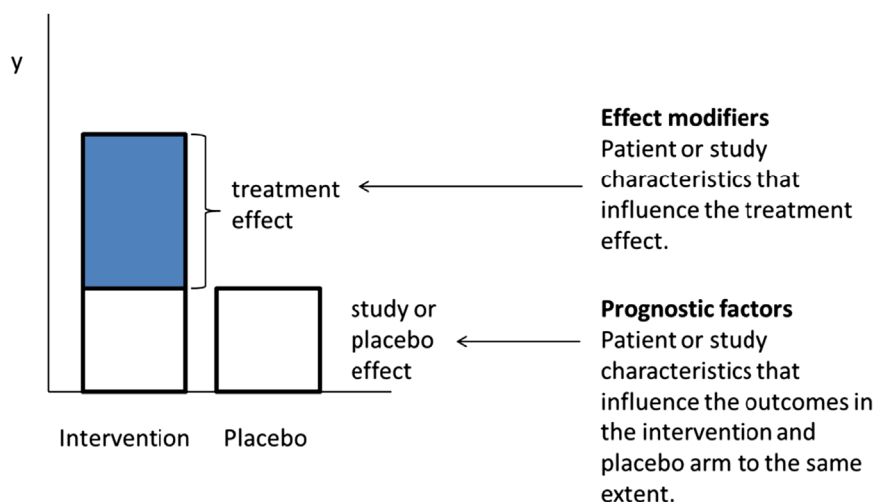 y
treatment
effect
study or
placebo
effect
Intervention
Placebo
Effect modifiers
Patient or study
characteristics that
influence the treatment
effect.
Prognostic factors
Patient or study
characteristics that
influence the outcomes in
the intervention and
placebo arm to the same
extent.